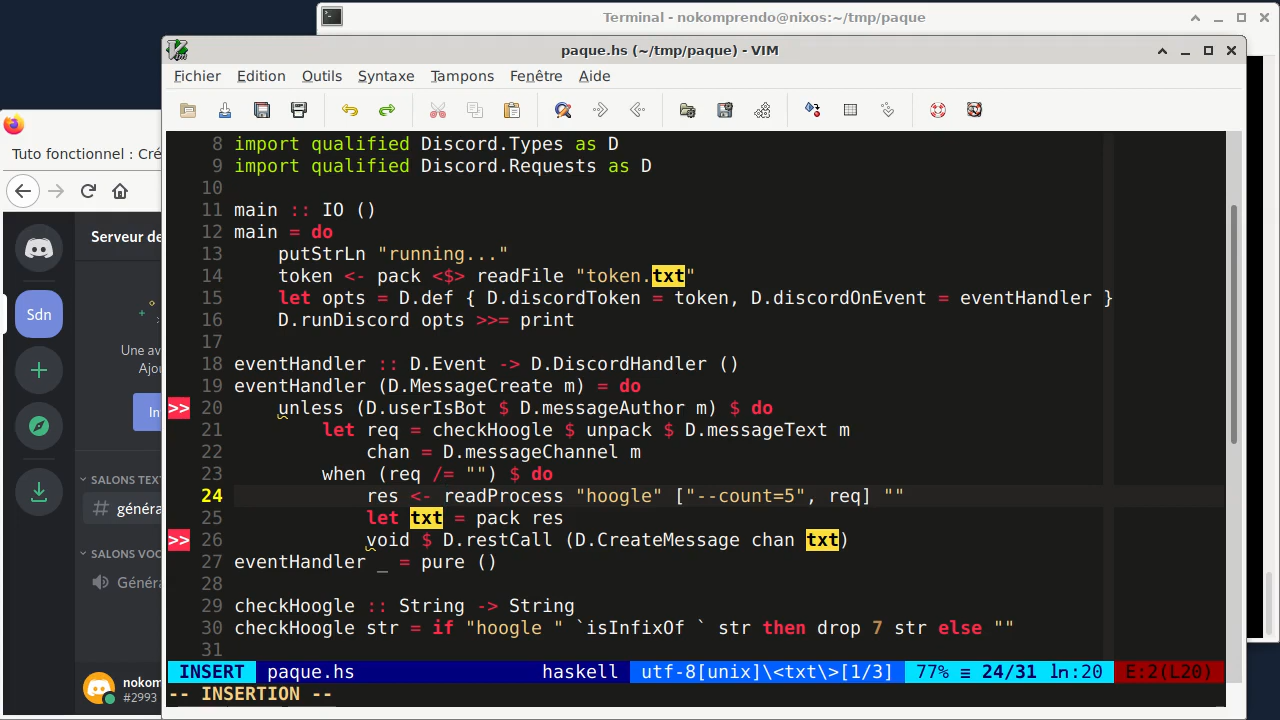 Terminal - nokomprendo@nixos:~/tmp/paque
paque.hs (~/tmp/paque) - VIM
Fichier Edition Outils Syntaxe Tampons Fenêtre Aide
8 import qualified Discord.Types as D
9 import qualified Discord.Requests as D
10
11 main :: IO ()
12 main = do
13     putStrLn "running..."
14     token <- pack <$> readFile "token.txt"
15     let opts = D.def { D.discordToken = token, D.discordOnEvent = eventHandler }
16     D.runDiscord opts >>= print
17
18 eventHandler :: D.Event -> D.DiscordHandler ()
19 eventHandler (D.MessageCreate m) = do
>> 20     unless (D.userIsBot $ D.messageAuthor m) $ do
21         let req = checkHoogle $ unpack $ D.messageText m
22             chan = D.messageChannel m
23         when (req /= "") $ do
24             res <- readProcess "hoogle" ["--count=5", req] ""
25             let txt = pack res
>> 26             void $ D.restCall (D.CreateMessage chan txt)
27 eventHandler _ = pure ()
28
29 checkHoogle :: String -> String
30 checkHoogle str = if "hoogle " `isInfixOf ` str then drop 7 str else ""
31
INSERT paque.hs haskell utf-8[unix]\<txt\>[1/3] 77% ≡ 24/31 ln:20 E:2(L20)
-- INSERTION --
Tuto fonctionnel : Cré
Serveur de
Sdn
Une av
Ajou
In
SALONS TEX
# généra
SALONS VOC
Généra
nokom
#2993